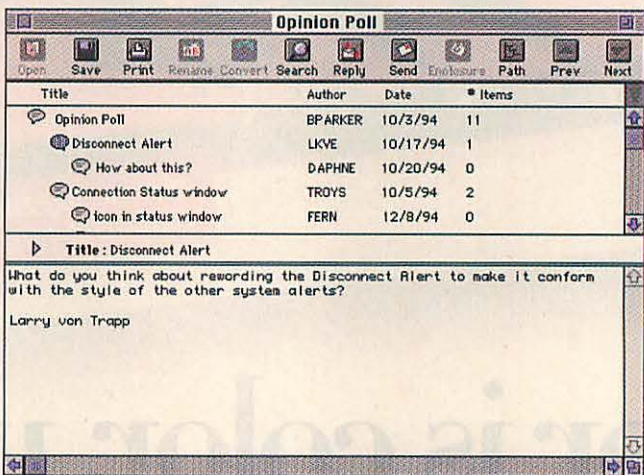 Opinion Poll
Open Save Print Rename Convert Search Reply Send Enclosure Path Prev Next
Title Author Date # Items
Opinion Poll BPARKER 10/3/94 11
Disconnect Alert LKVE 10/17/94 1
How about this? DAPHNE 10/20/94 0
Connection Status window TROYS 10/5/94 2
icon in status window FERN 12/8/94 0
Title : Disconnect Alert
What do you think about rewording the Disconnect Alert to make it conform
with the style of the other system alerts?
Larry von Trapp
or is color